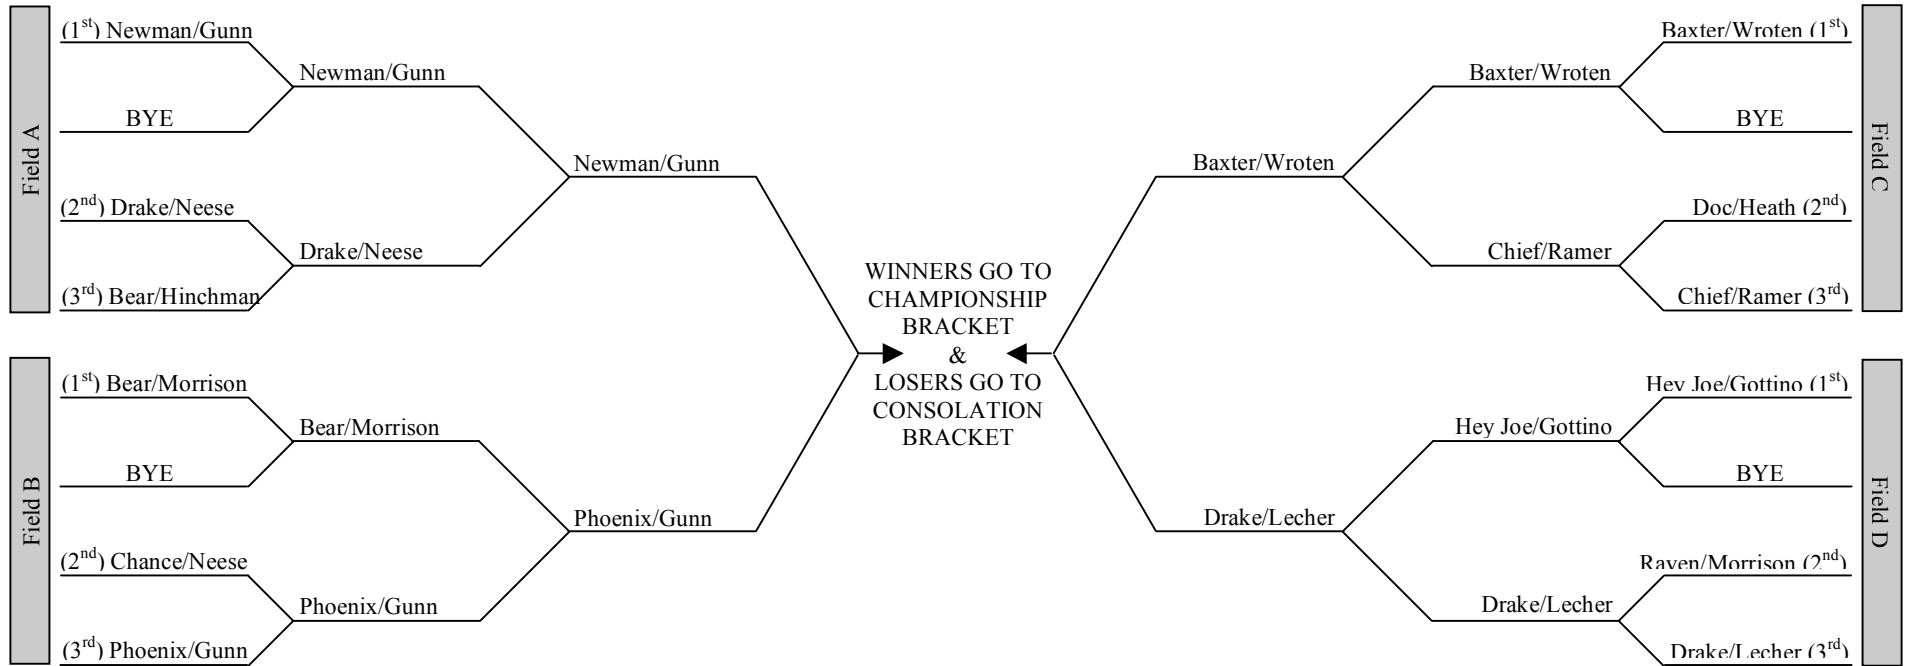 Field A
(1st) Newman/Gunn
BYE
(2nd) Drake/Neese
(3rd) Bear/Hinchman
Newman/Gunn
Drake/Neese
Newman/Gunn
Field B
(1st) Bear/Morrison
BYE
(2nd) Chance/Neese
(3rd) Phoenix/Gunn
Bear/Morrison
Phoenix/Gunn
Phoenix/Gunn
WINNERS GO TO
CHAMPIONSHIP
BRACKET
&
LOSERS GO TO
CONSOLATION
BRACKET
Baxter/Wroten
Baxter/Wroten
Chief/Ramer
Baxter/Wroten (1st)
BYE
Doc/Heath (2nd)
Chief/Ramer (3rd)
Field C
Drake/Lecher
Hey Joe/Gottino
Drake/Lecher
Hey Joe/Gottino (1st)
BYE
Raven/Morrison (2nd)
Drake/Lecher (3rd)
Field D